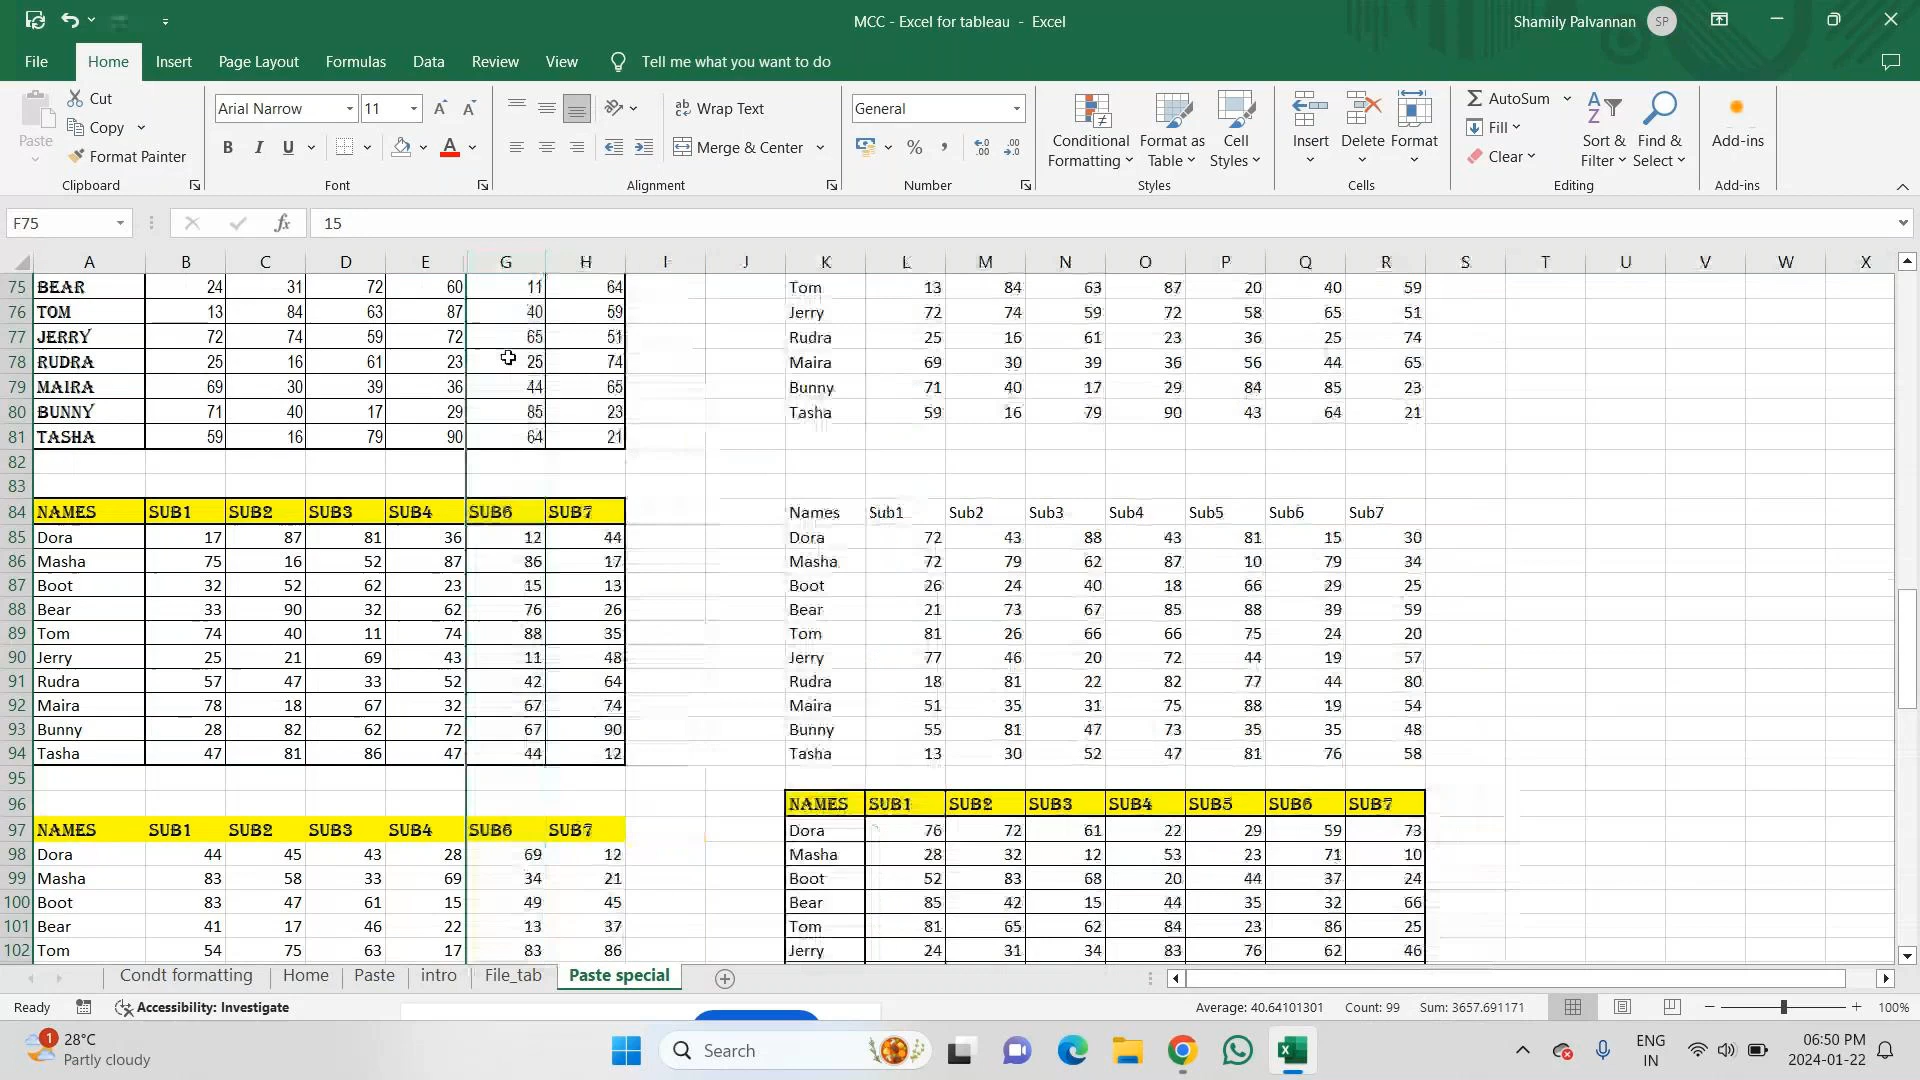 MCC - Excel for tableau - Excel
Shamily Palvannan SP
File Home Insert Page Layout Formulas Data Review View Tell me what you want to do
Cut
Copy
Format Painter
Paste
Clipboard
Arial Narrow 11
B I U
Font
Wrap Text
Merge & Center
Alignment
General
Number
Conditional Formatting
Format as Table
Cell Styles
Styles
Insert Delete Format
Cells
AutoSum
Fill
Clear
Sort & Filter
Find & Select
Editing
Add-ins
Add-ins
F75 fx 15
A B C D E G H I J K L M N O P Q R S T U V W X
75 BEAR 24 31 72 60 11 64 Tom 13 84 63 87 20 40 59
76 TOM 13 84 63 87 40 59 Jerry 72 74 59 72 58 65 51
77 JERRY 72 74 59 72 65 51 Rudra 25 16 61 23 36 25 74
78 RUDRA 25 16 61 23 25 74 Maira 69 30 39 36 56 44 65
79 MAIRA 69 30 39 36 44 65 Bunny 71 40 17 29 84 85 23
80 BUNNY 71 40 17 29 85 23 Tasha 59 16 79 90 43 64 21
81 TASHA 59 16 79 90 64 21
82
83
84 NAMES SUB1 SUB2 SUB3 SUB4 SUB6 SUB7 Names Sub1 Sub2 Sub3 Sub4 Sub5 Sub6 Sub7
85 Dora 17 87 81 36 12 44 Dora 72 43 88 43 81 15 30
86 Masha 75 16 52 87 86 17 Masha 72 79 62 87 10 79 34
87 Boot 32 52 62 23 15 13 Boot 26 24 40 18 66 29 25
88 Bear 33 90 32 62 76 26 Bear 21 73 67 85 88 39 59
89 Tom 74 40 11 74 88 35 Tom 81 26 66 66 75 24 20
90 Jerry 25 21 69 43 11 48 Jerry 77 46 20 72 44 19 57
91 Rudra 57 47 33 52 42 64 Rudra 18 81 22 82 77 44 80
92 Maira 78 18 67 32 67 74 Maira 51 35 31 75 88 19 54
93 Bunny 28 82 62 72 67 90 Bunny 55 81 47 73 35 35 48
94 Tasha 47 81 86 47 44 12 Tasha 13 30 52 47 81 76 58
95
96 NAMES SUB1 SUB2 SUB3 SUB4 SUB5 SUB6 SUB7
97 NAMES SUB1 SUB2 SUB3 SUB4 SUB6 SUB7 Dora 76 72 61 22 29 59 73
98 Dora 44 45 43 28 69 12 Masha 28 32 12 53 23 71 10
99 Masha 83 58 33 69 34 21 Boot 52 83 68 20 44 37 24
100 Boot 83 47 61 15 49 45 Bear 85 42 15 44 35 32 66
101 Bear 41 17 46 22 13 37 Tom 81 65 62 84 23 86 25
102 Tom 54 75 63 17 83 86 Jerry 24 31 34 83 76 62 46
Condt formatting Home Paste intro File_tab Paste special
Ready Accessibility: Investigate Average: 40.64101301 Count: 99 Sum: 3657.691171 100%
1 28°C
Partly cloudy
Search
ENG
IN
06:50 PM
2024-01-22